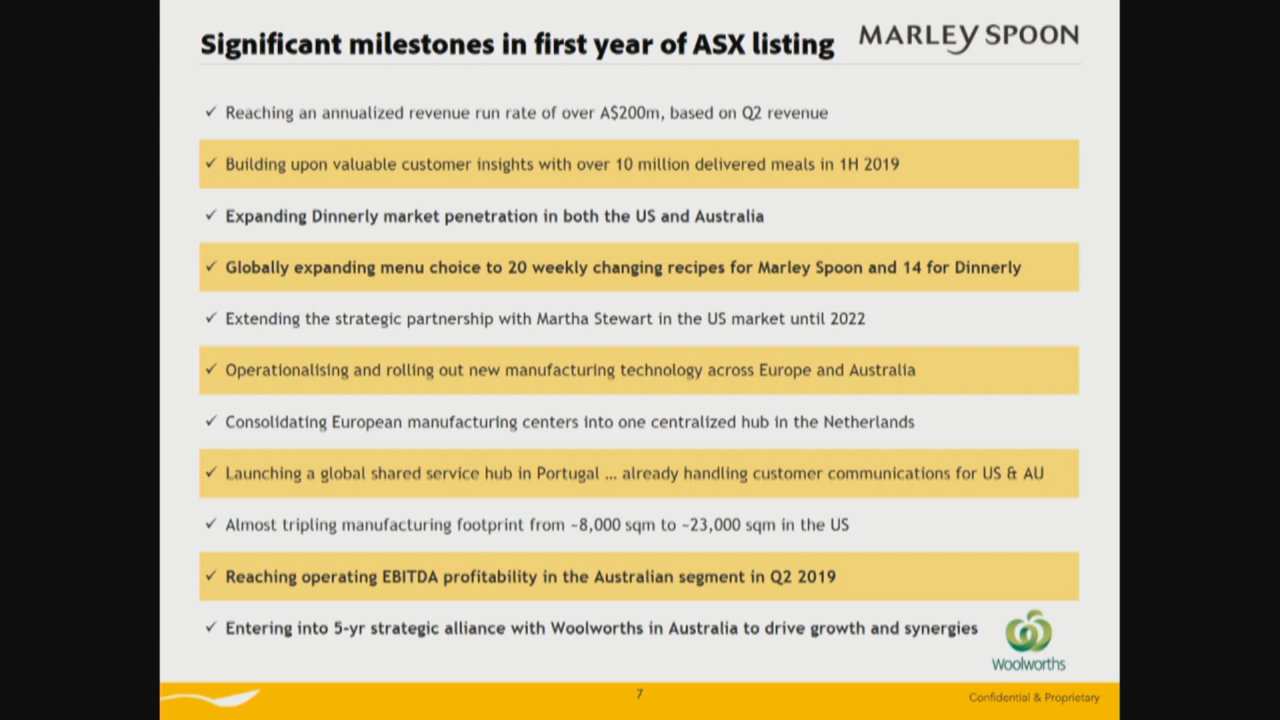 Significant milestones in first year of ASX listing
MARLEY SPOON
✓ Reaching an annualized revenue run rate of over A$200m, based on Q2 revenue
✓ Building upon valuable customer insights with over 10 million delivered meals in 1H 2019
✓ Expanding Dinnerly market penetration in both the US and Australia
✓ Globally expanding menu choice to 20 weekly changing recipes for Marley Spoon and 14 for Dinnerly
✓ Extending the strategic partnership with Martha Stewart in the US market until 2022
✓ Operationalising and rolling out new manufacturing technology across Europe and Australia
✓ Consolidating European manufacturing centers into one centralized hub in the Netherlands
✓ Launching a global shared service hub in Portugal ... already handling customer communications for US & AU
✓ Almost tripling manufacturing footprint from ~8,000 sqm to ~23,000 sqm in the US
✓ Reaching operating EBITDA profitability in the Australian segment in Q2 2019
✓ Entering into 5-yr strategic alliance with Woolworths in Australia to drive growth and synergies
Woolworths
7
Confidential & Proprietary